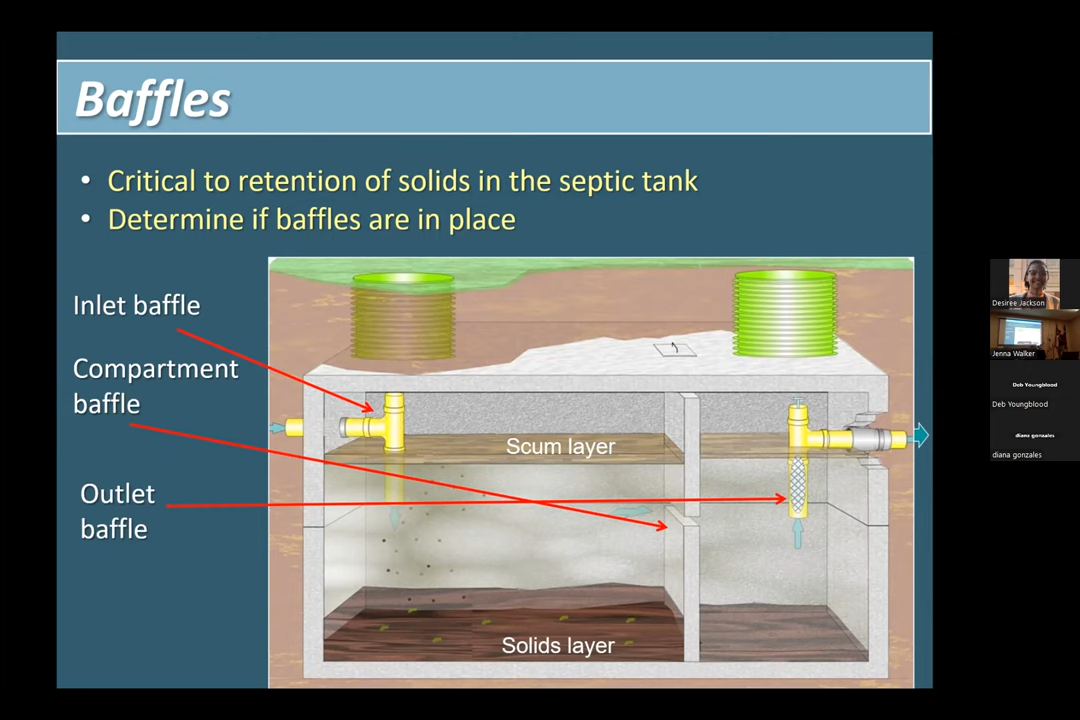 Baffles
• Critical to retention of solids in the septic tank
• Determine if baffles are in place
Inlet baffle
Compartment
baffle
Outlet
baffle
Scum layer
Solids layer
Desiree Jackson
Jenna Walker
Deb Youngblood
Deb Youngblood
diana gonzales
diana gonzales